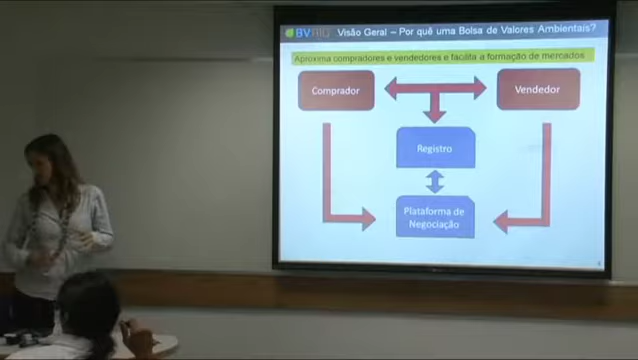 BVRIO Visão Geral – Por quê uma Bolsa de Valores Ambientais?
Aproxima compradores e vendedores e facilita a formação de mercados
Comprador
Vendedor
Registro
Plataforma de
Negociação